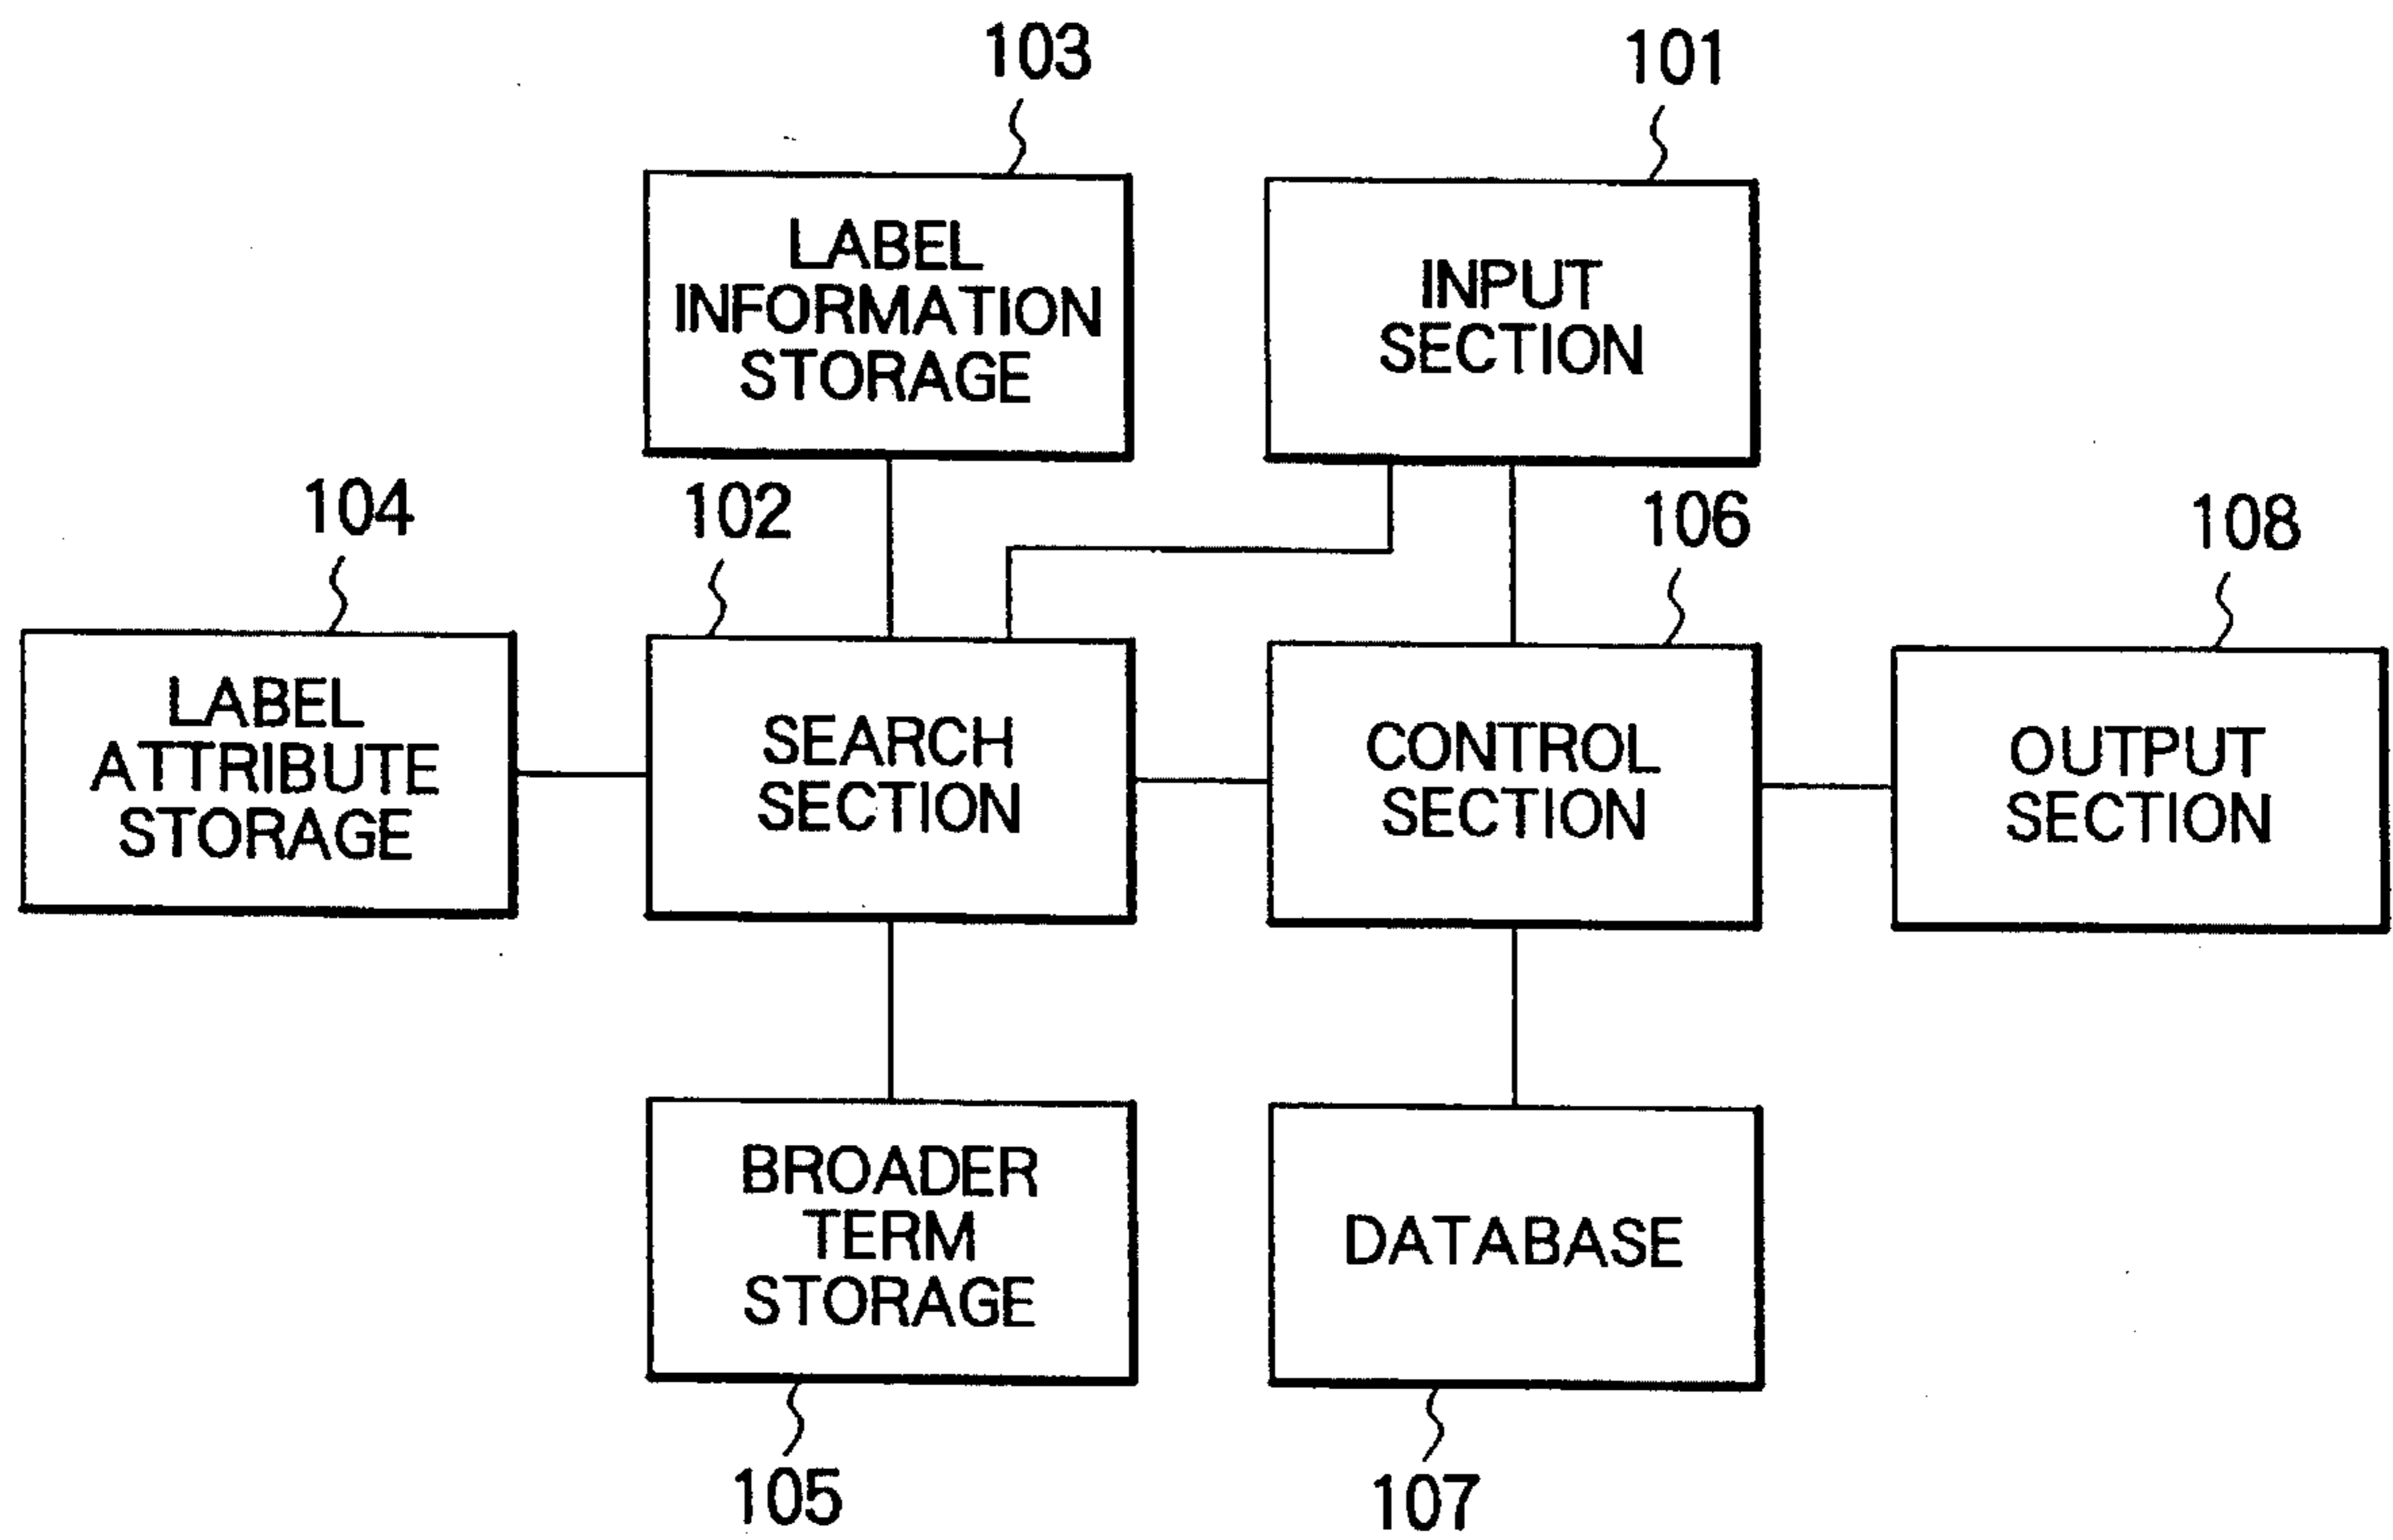 103
101
LABEL
INFORMATION
STORAGE
INPUT
SECTION
104
102
106
108
LABEL
ATTRIBUTE
STORAGE
SEARCH
SECTION
CONTROL
SECTION
OUTPUT
SECTION
BROADER
TERM
STORAGE
DATABASE
105
107